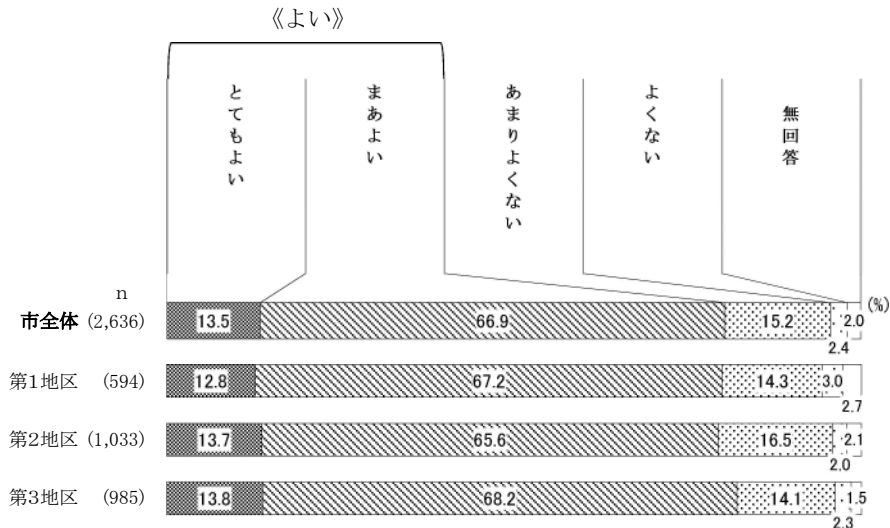 《よい》
とてもよい
まあよい
あまりよくない
よくない
無回答
n
(%)
市全体 (2,636) 13.5 66.9 15.2 2.4 2.0
第1地区 (594) 12.8 67.2 14.3 3.0 2.7
第2地区 (1,033) 13.7 65.6 16.5 2.0 2.1
第3地区 (985) 13.8 68.2 14.1 2.3 1.5